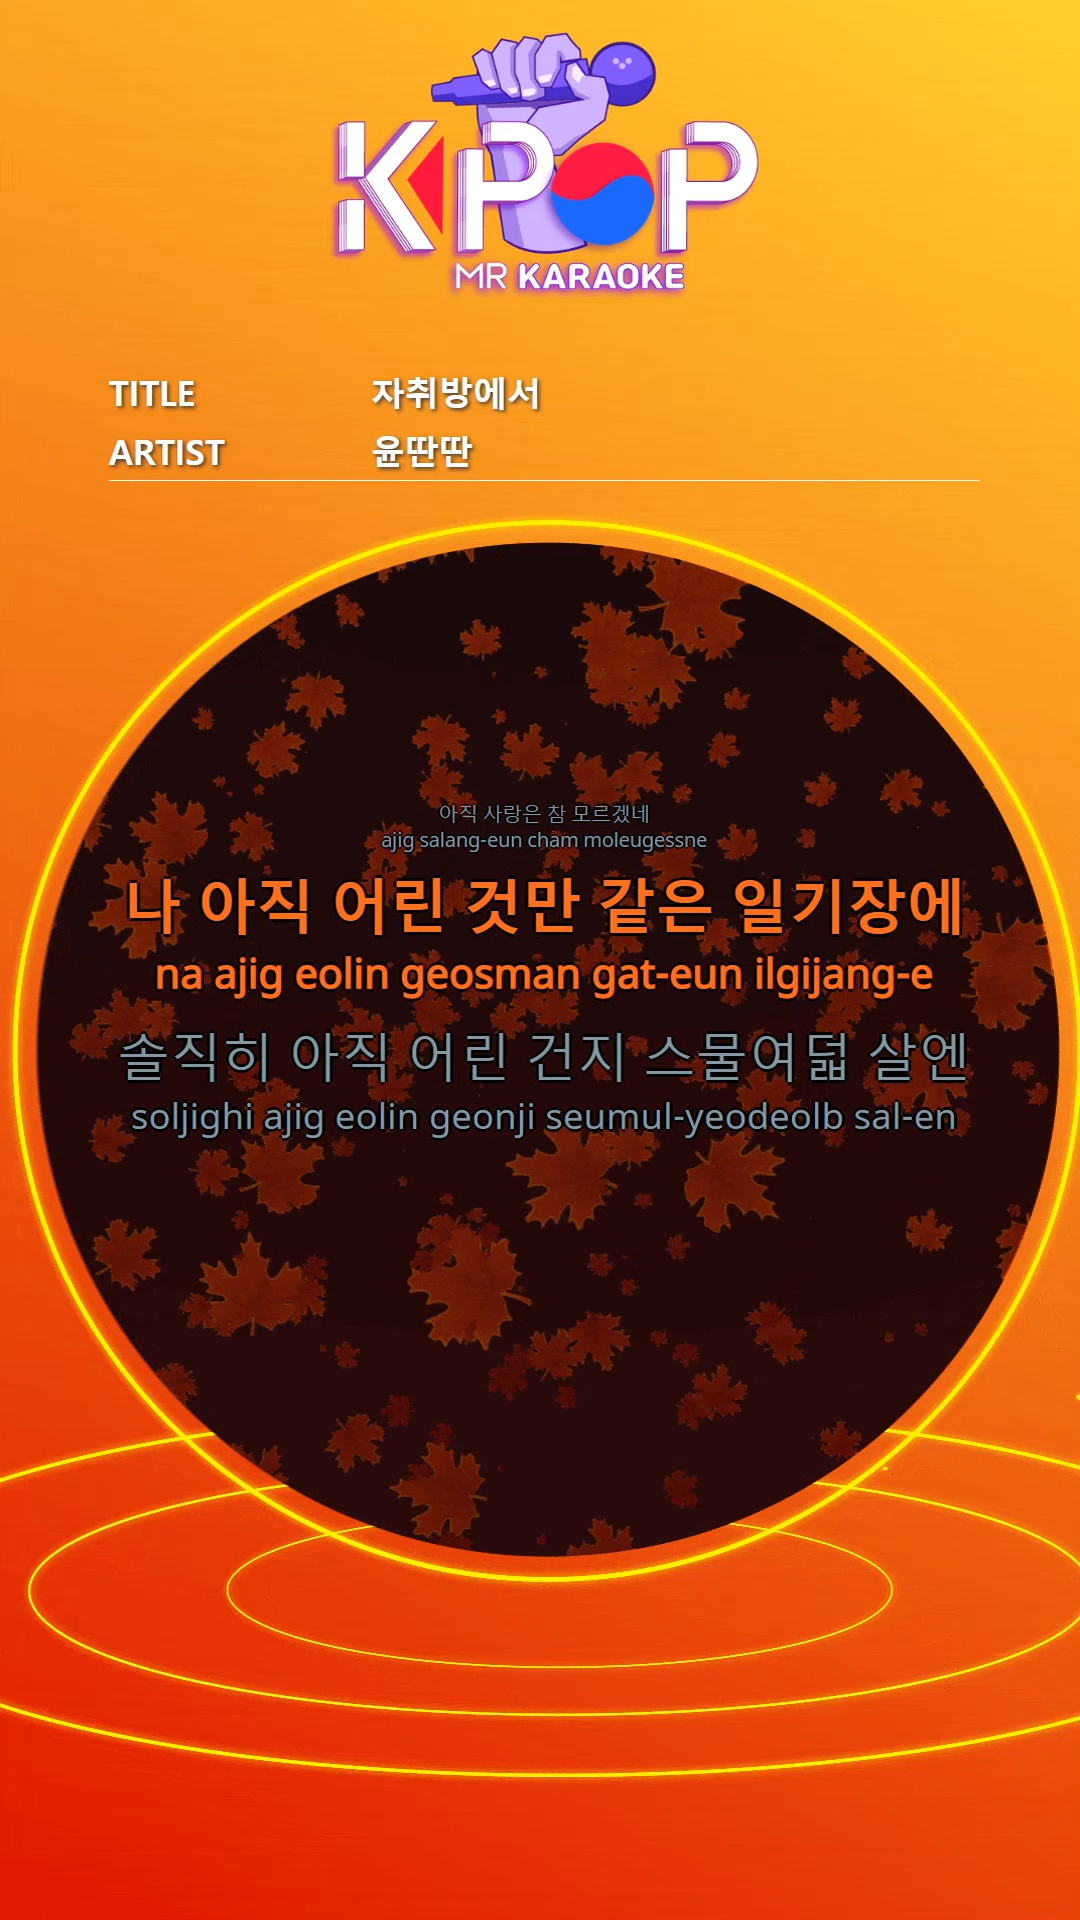 KPOP
MR KARAOKE
TITLE 자취방에서
ARTIST 윤딴딴
아직 사랑은 참 모르겠네
ajig salang-eun cham moleugessne
나 아직 어린 것만 같은 일기장에
na ajig eolin geosman gat-eun ilgijang-e
솔직히 아직 어린 건지 스물여덟 살엔
soljighi ajig eolin geonji seumul-yeodeolb sal-en